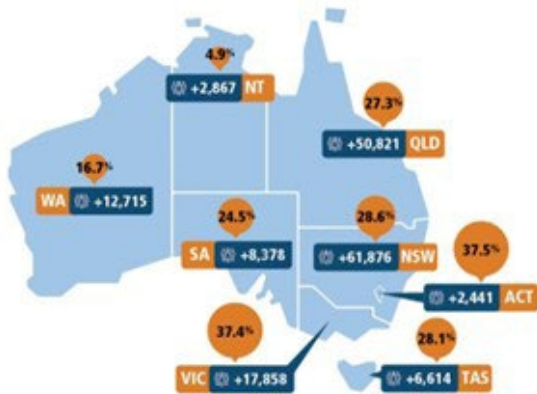 4.9%
+2,867 NT
27.3%
+50,821 QLD
16.7%
WA +12,715
24.5%
SA +8,378
28.6%
+61,876 NSW
37.5%
+2,441 ACT
37.4%
VIC +17,858
28.1%
+6,614 TAS